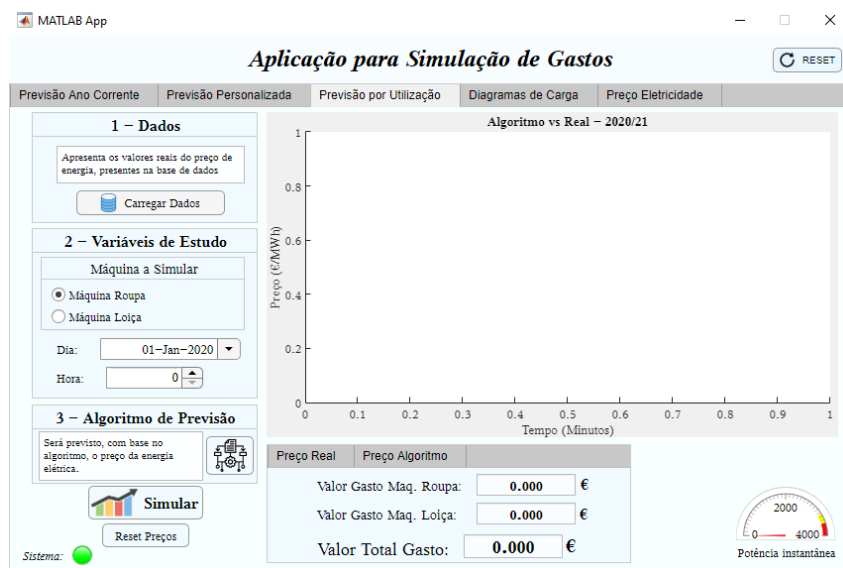 MATLAB App
Aplicação para Simulação de Gastos
RESET
Previsão Ano Corrente
Previsão Personalizada
Previsão por Utilização
Diagramas de Carga
Preço Eletricidade
1 − Dados
Apresenta os valores reais do preço de
energia, presentes na base de dados
Carregar Dados
2 − Variáveis de Estudo
Máquina a Simular
Máquina Roupa
Máquina Loiça
Dia:
01−Jan−2020
Hora:
0
3 − Algoritmo de Previsão
Será previsto, com base no
algoritmo, o preço da energia
elétrica.
Simular
Reset Preços
Sistema:
Algoritmo vs Real − 2020/21
Preço (€/MWh)
1
0.8
0.6
0.4
0.2
0
0 0.1 0.2 0.3 0.4 0.5 0.6 0.7 0.8 0.9 1
Tempo (Minutos)
Preço Real
Preço Algoritmo
Valor Gasto Maq. Roupa: 0.000 €
Valor Gasto Maq. Loiça: 0.000 €
Valor Total Gasto: 0.000 €
2000
0 4000
Potência instantânea